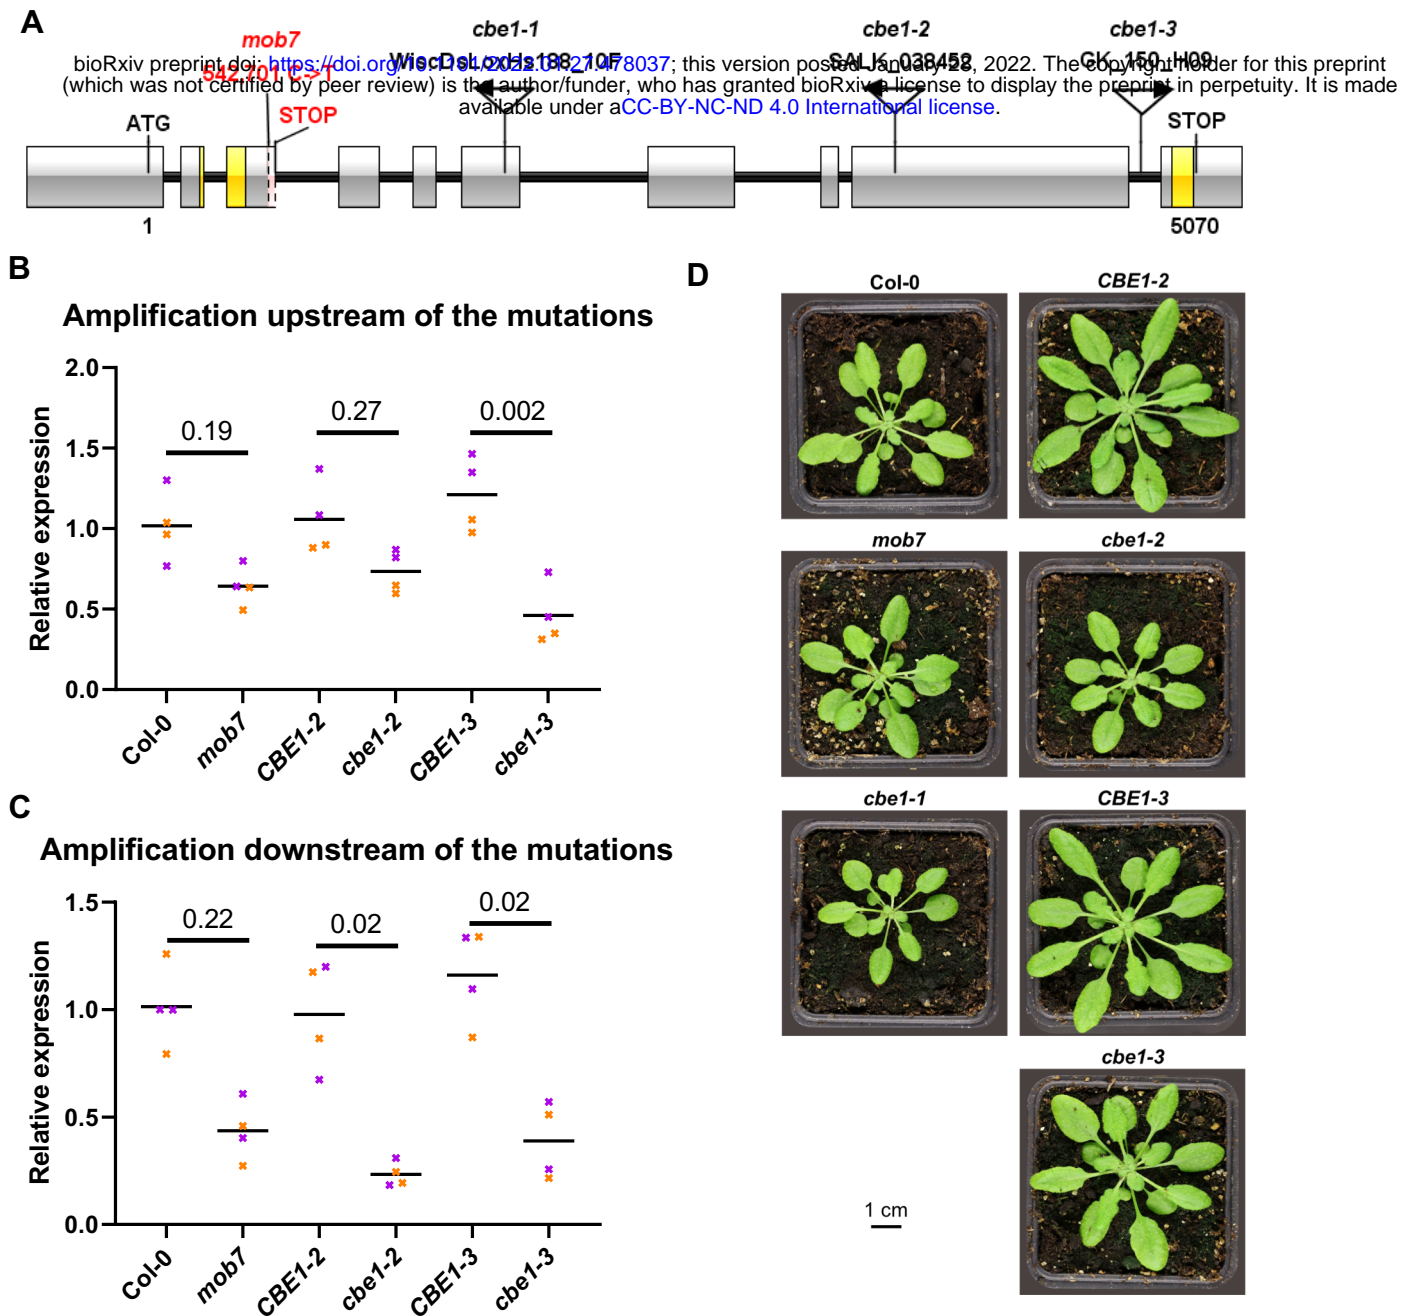 A
mob7
cbe1-1
cbe1-2
cbe1-3
bioRxiv preprint doi: https://doi.org/10.1101/2022.01.27.478037; this version posted January 28, 2022. The copyright holder for this preprint
(which was not certified by peer review) is the author/funder, who has granted bioRxiv a license to display the preprint in perpetuity. It is made
available under aCC-BY-NC-ND 4.0 International license.
WiscDsLoxHs188_10F
SALK_038452
GK_150_H09
542.701 C->T
ATG
STOP
STOP
1
5070
B
Amplification upstream of the mutations
Relative expression
2.0
1.5
1.0
0.5
0.0
0.19
0.27
0.002
Col-0
mob7
CBE1-2
cbe1-2
CBE1-3
cbe1-3
C
Amplification downstream of the mutations
Relative expression
1.5
1.0
0.5
0.0
0.22
0.02
0.02
Col-0
mob7
CBE1-2
cbe1-2
CBE1-3
cbe1-3
D
Col-0
CBE1-2
mob7
cbe1-2
cbe1-1
CBE1-3
cbe1-3
1 cm